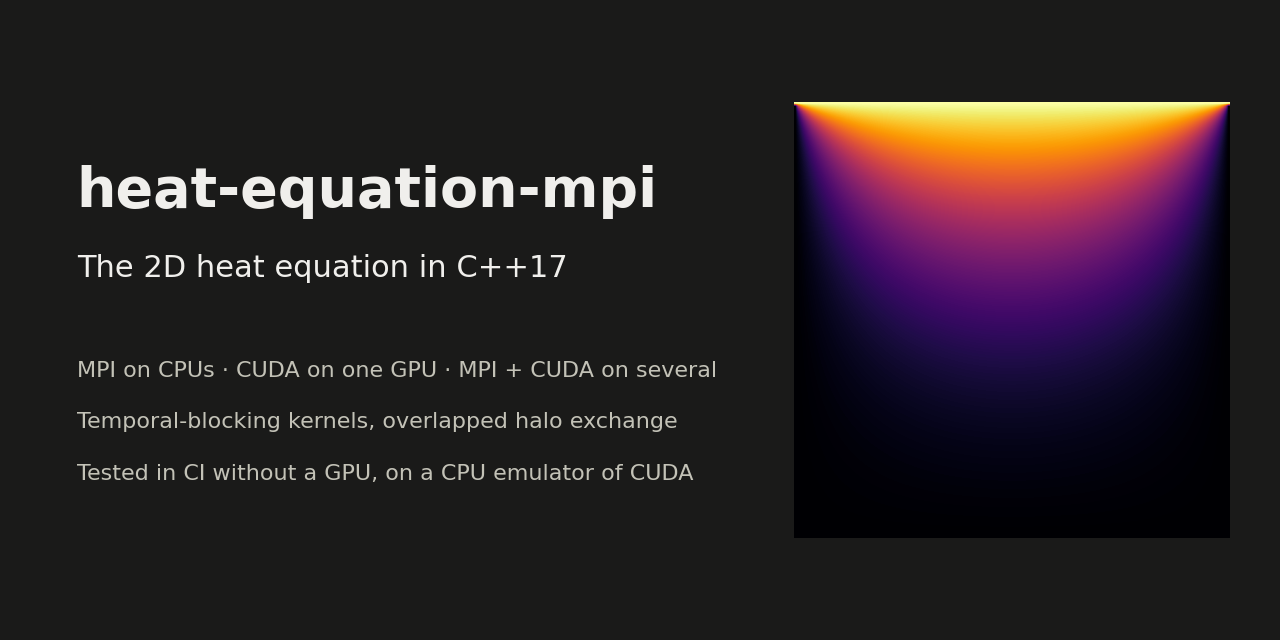 heat-equation-mpi
The 2D heat equation in C++17
MPI on CPUs · CUDA on one GPU · MPI + CUDA on several
Temporal-blocking kernels, overlapped halo exchange
Tested in CI without a GPU, on a CPU emulator of CUDA